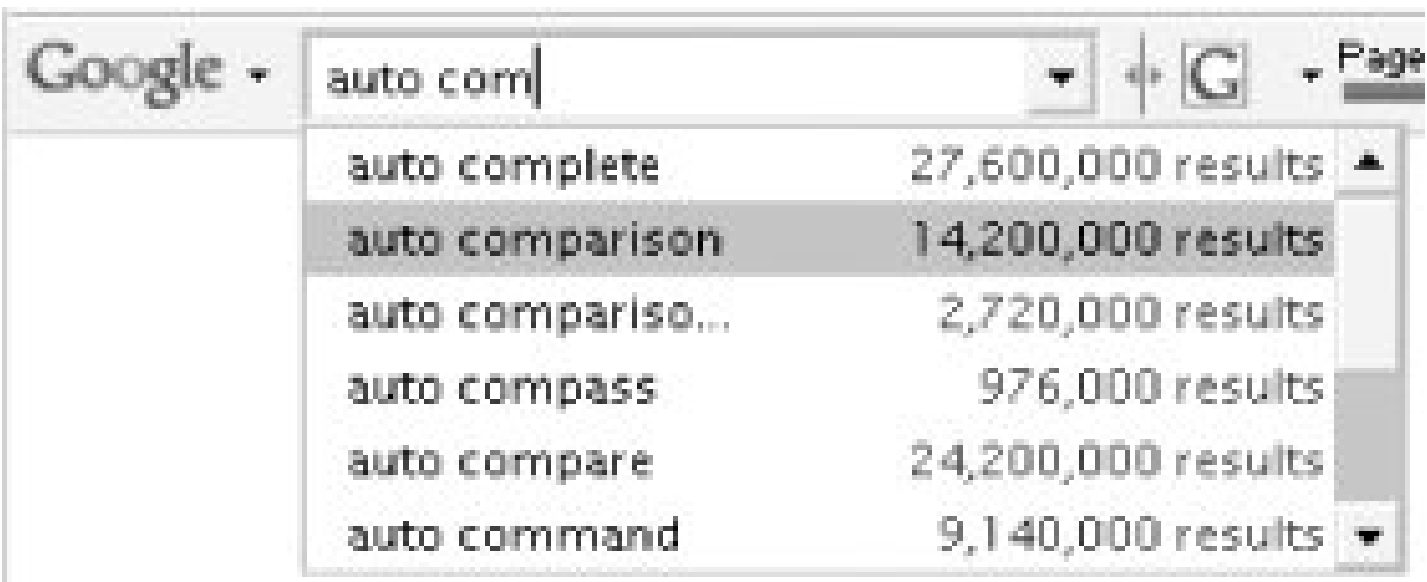 Google auto com G Page
auto complete 27,600,000 results
auto comparison 14,200,000 results
auto compariso... 2,720,000 results
auto compass 976,000 results
auto compare 24,200,000 results
auto command 9,140,000 results